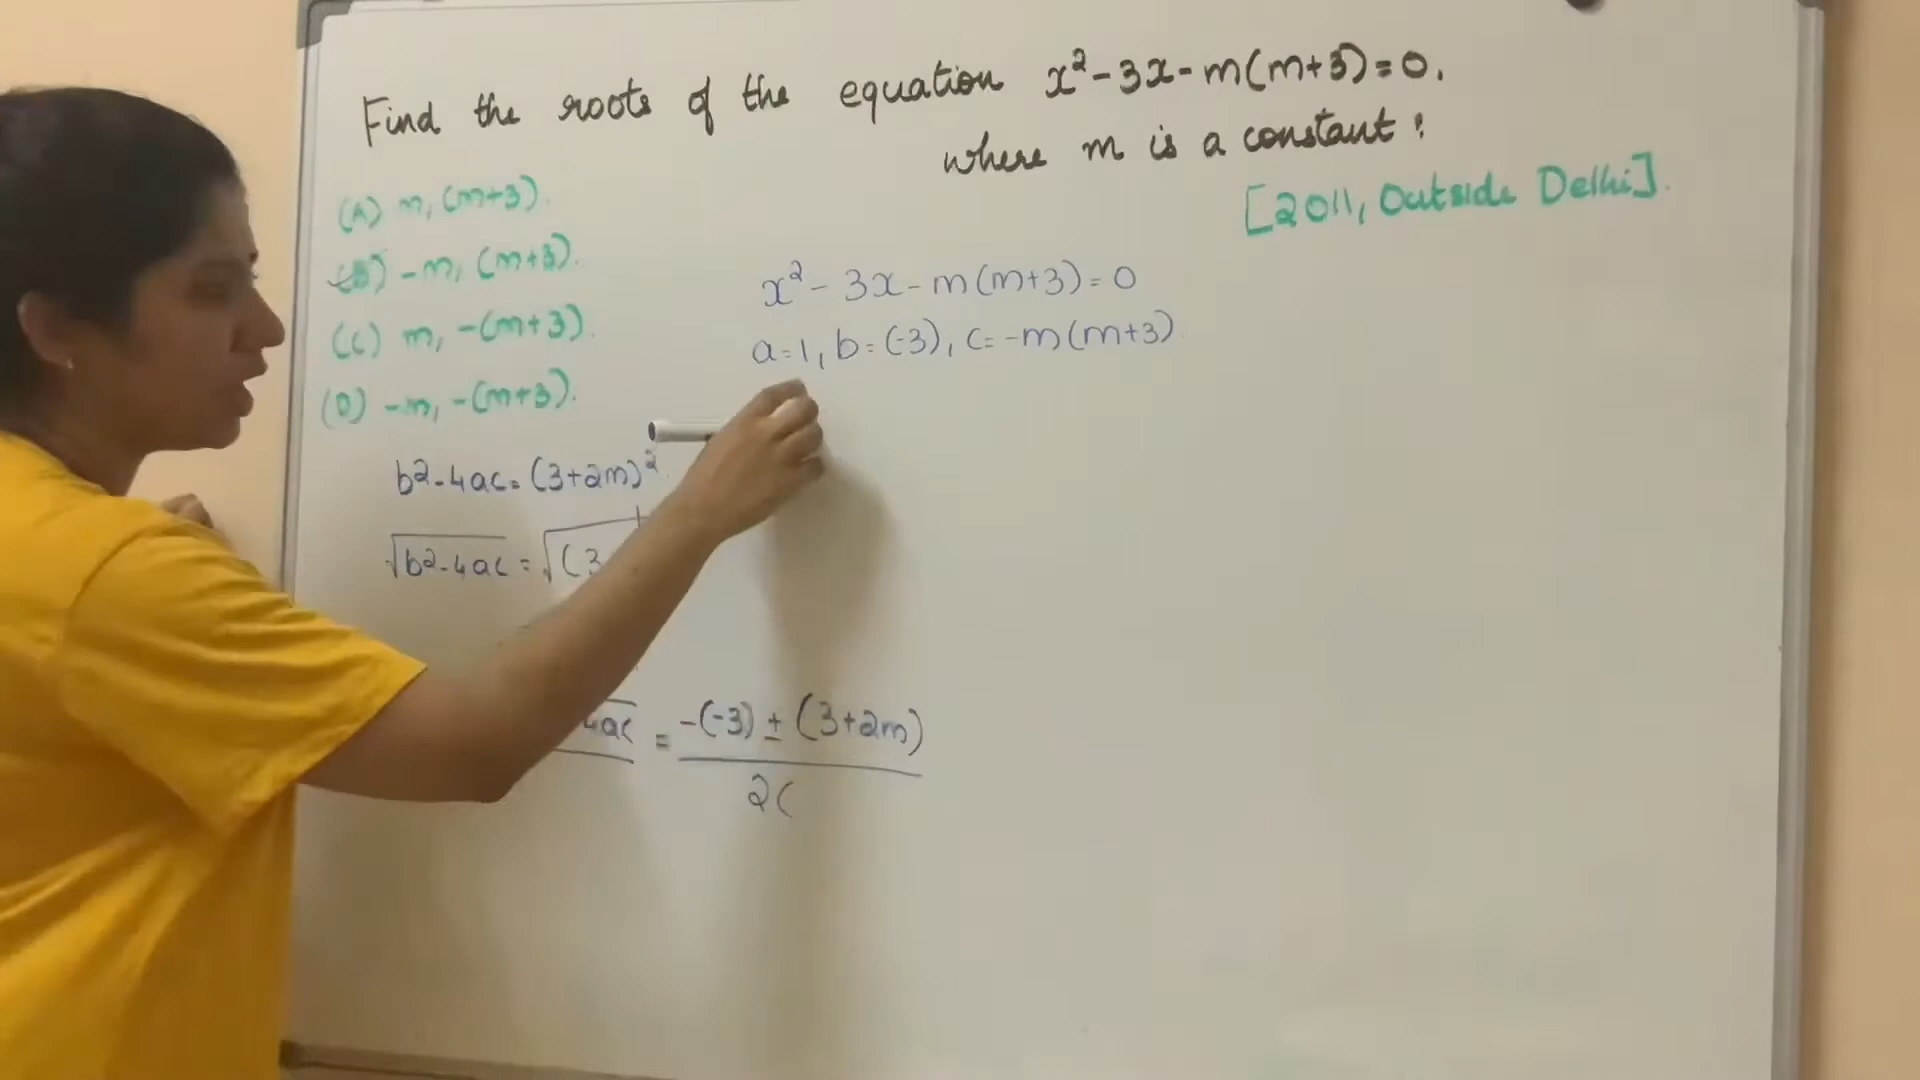 Find the roots of the equation x²-3x-m(m+3)=0.
where m is a constant:
[2011, Outside Delhi].
(A) m, (m+3).
(B) -m, (m+3).
(C) m, -(m+3).
(D) -m, -(m+3).
x²-3x-m(m+3)=0
a=1, b=(-3), c=-m(m+3)
b²-4ac=(3+2m)²
√b²-4ac = √(3
4ac = -(-3) ± (3+2m)
2(